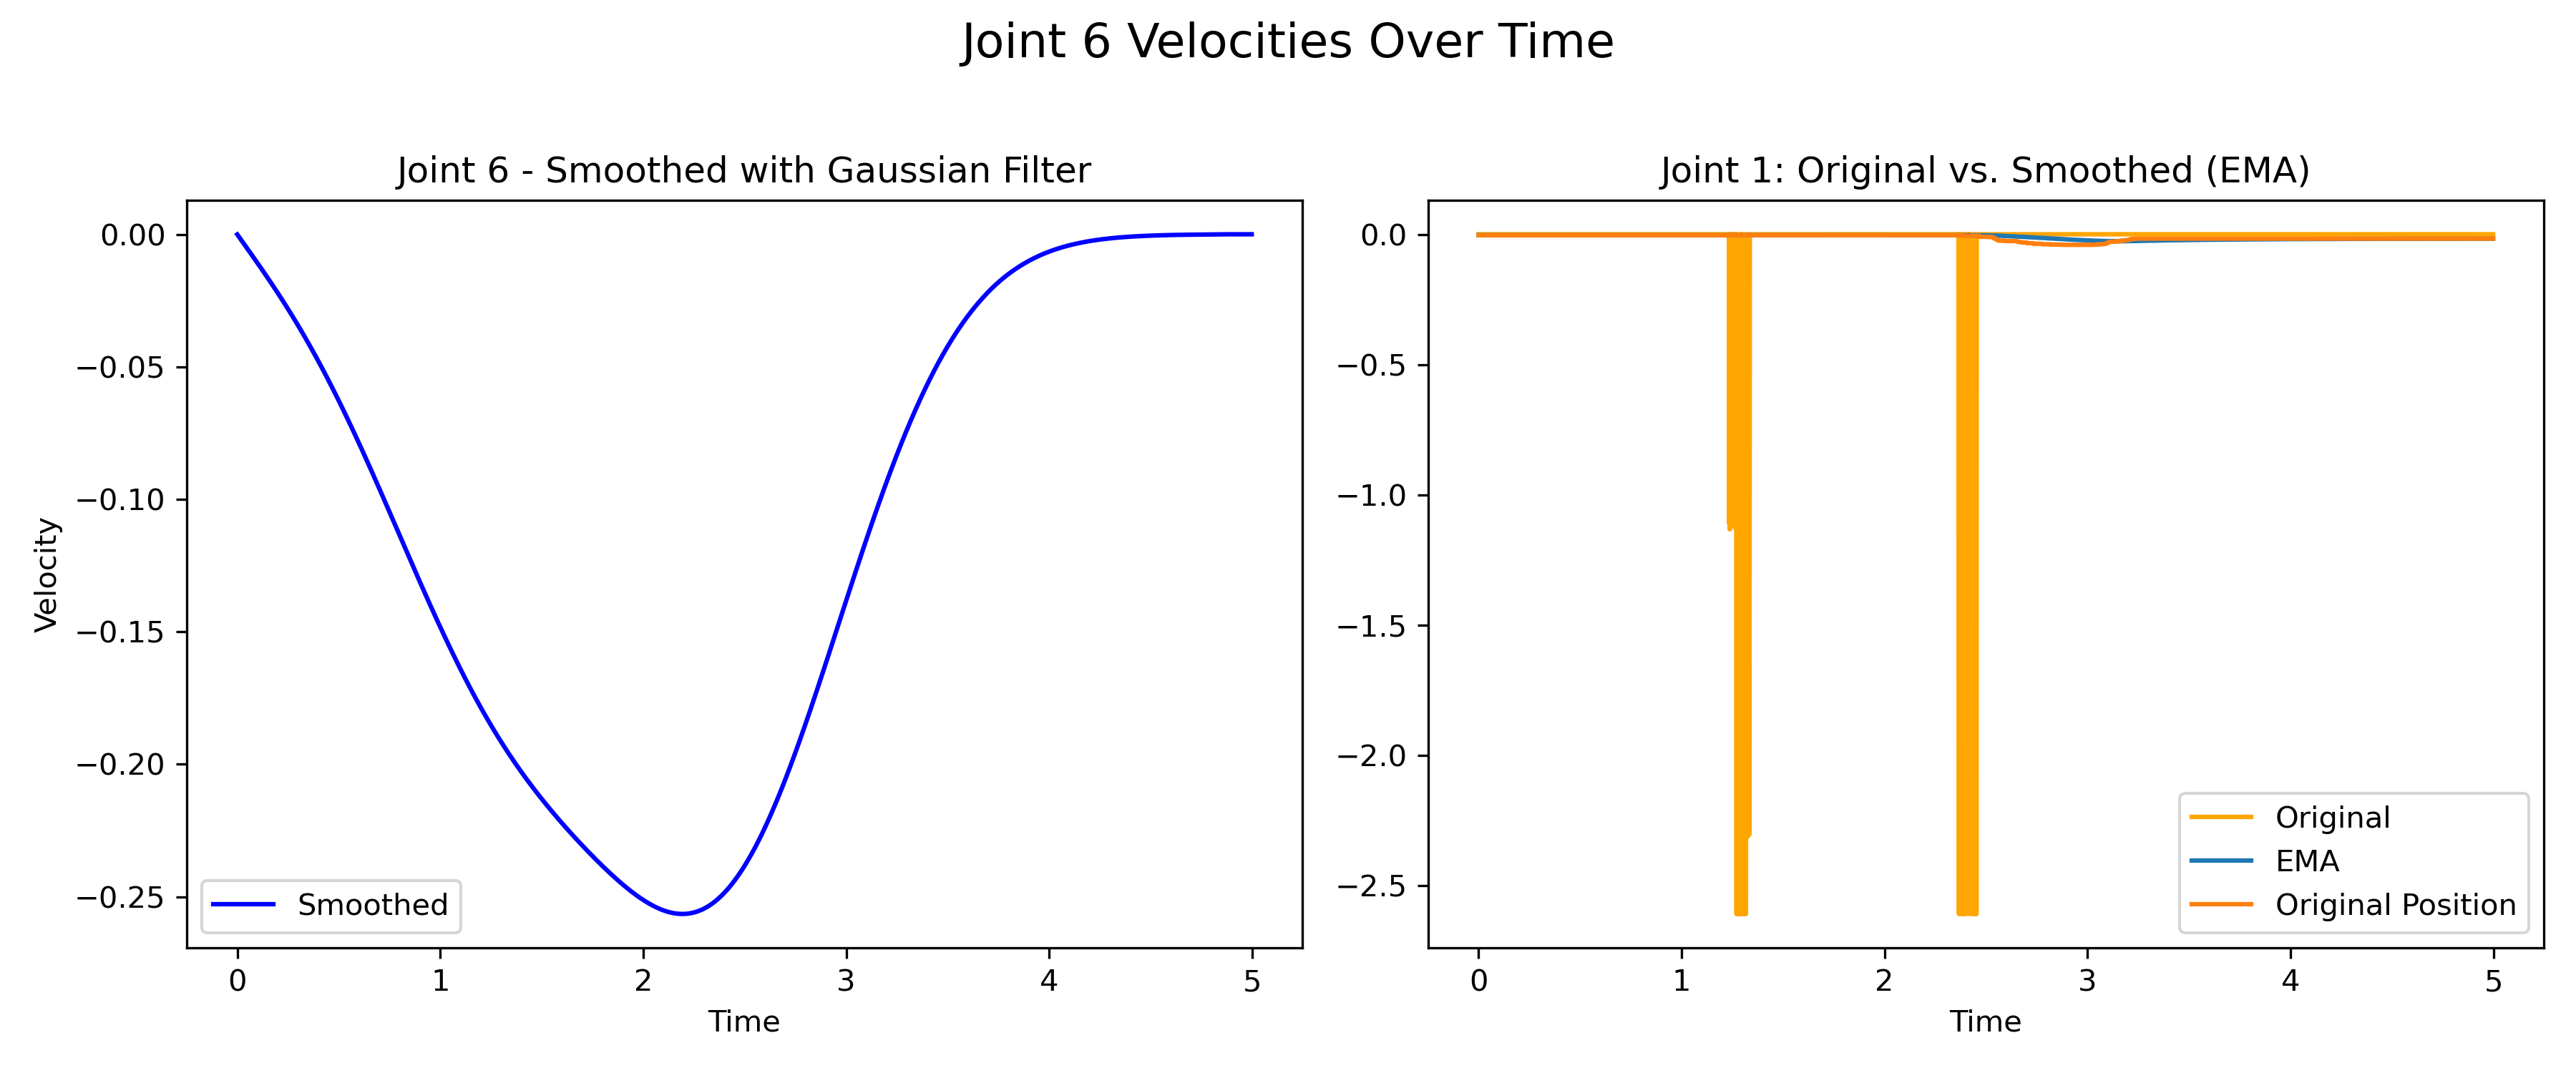 Joint 6 Velocities Over Time
Joint 6 - Smoothed with Gaussian Filter
0.00
−0.05
−0.10
−0.15
−0.20
−0.25
Velocity
0 1 2 3 4 5
Time
Smoothed
Joint 1: Original vs. Smoothed (EMA)
0.0
−0.5
−1.0
−1.5
−2.0
−2.5
0 1 2 3 4 5
Time
Original
EMA
Original Position